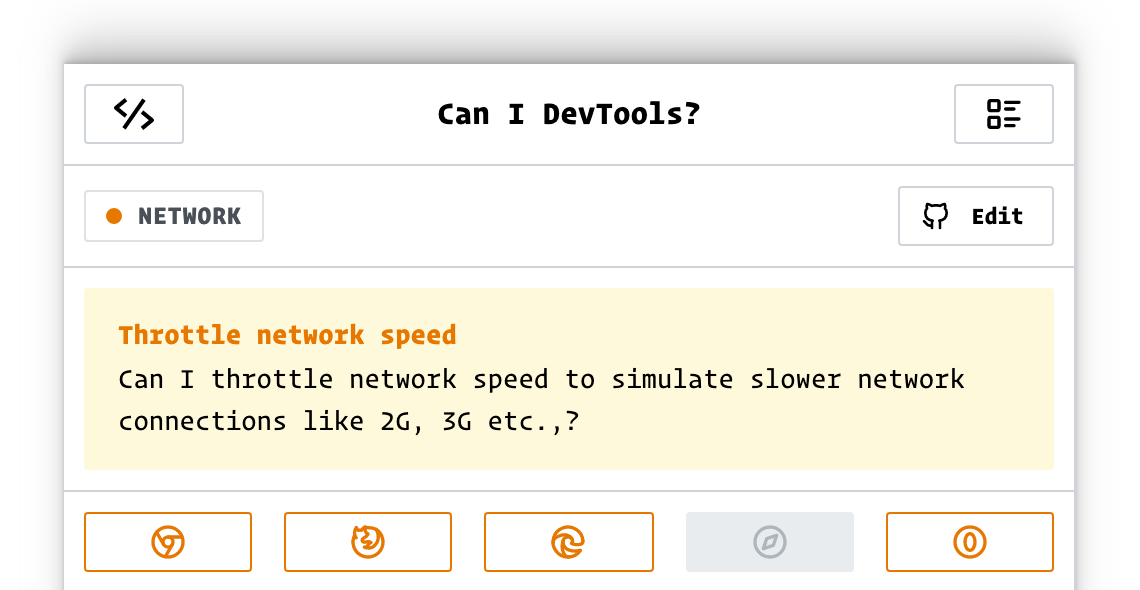 Can I DevTools?
NETWORK
Edit
Throttle network speed
Can I throttle network speed to simulate slower network
connections like 2G, 3G etc.,?